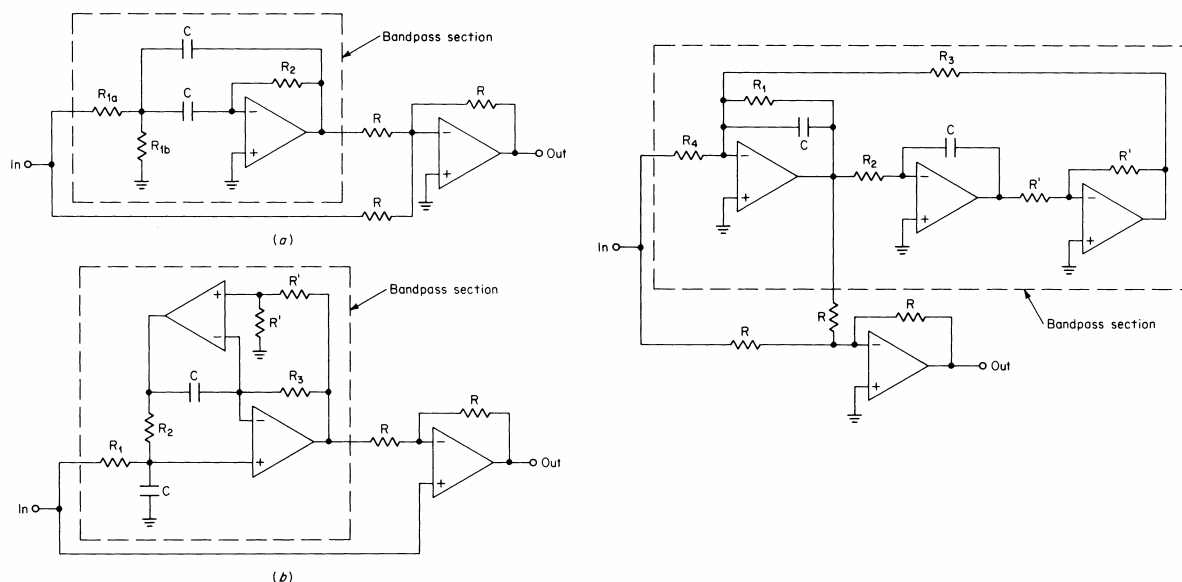 Bandpass section
C
C
R2
R1a
R1b
R
R
In
Out
R
(a)
Bandpass section
R'
R'
C
R3
R2
R1
C
R
R
Out
In
(b)
R3
R1
C
R4
R2
C
R'
R'
In
R
R
R
Bandpass section
Out